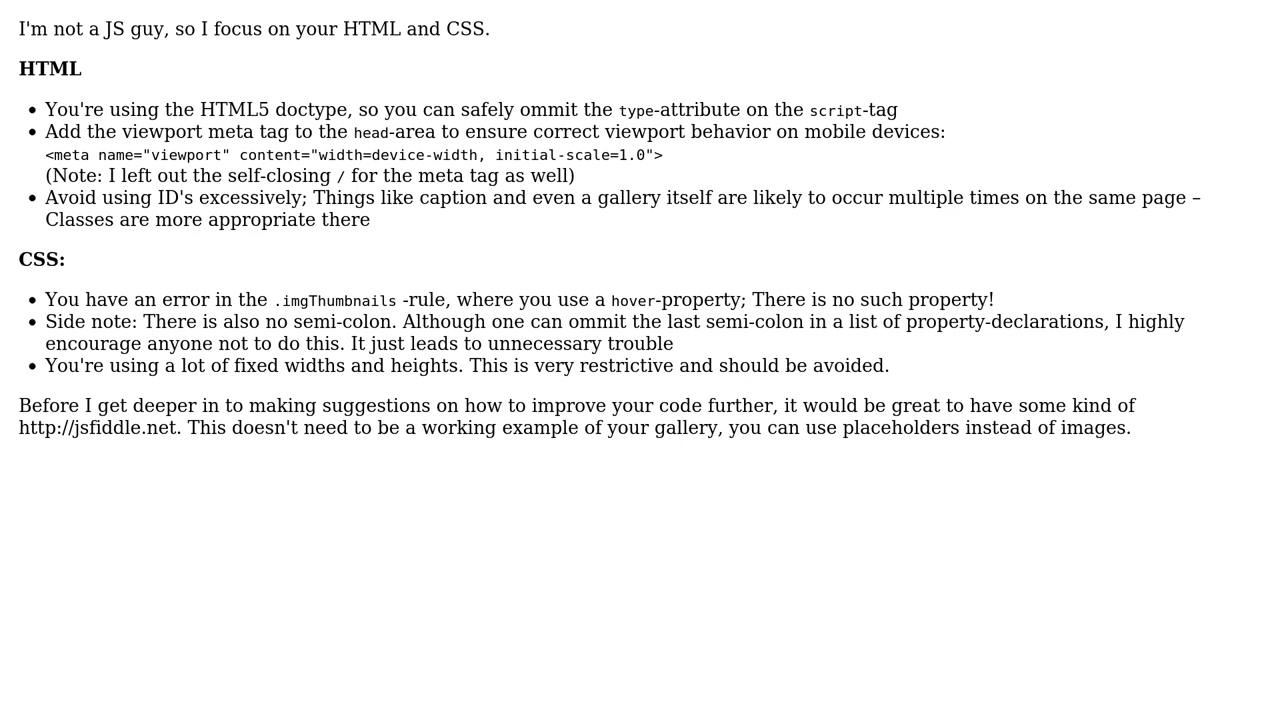 I'm not a JS guy, so I focus on your HTML and CSS.
HTML
• You're using the HTML5 doctype, so you can safely ommit the type-attribute on the script-tag
• Add the viewport meta tag to the head-area to ensure correct viewport behavior on mobile devices:
<meta name="viewport" content="width=device-width, initial-scale=1.0">
(Note: I left out the self-closing / for the meta tag as well)
• Avoid using ID's excessively; Things like caption and even a gallery itself are likely to occur multiple times on the same page –
Classes are more appropriate there
CSS:
• You have an error in the .imgThumbnails -rule, where you use a hover-property; There is no such property!
• Side note: There is also no semi-colon. Although one can ommit the last semi-colon in a list of property-declarations, I highly
encourage anyone not to do this. It just leads to unnecessary trouble
• You're using a lot of fixed widths and heights. This is very restrictive and should be avoided.
Before I get deeper in to making suggestions on how to improve your code further, it would be great to have some kind of
http://jsfiddle.net. This doesn't need to be a working example of your gallery, you can use placeholders instead of images.